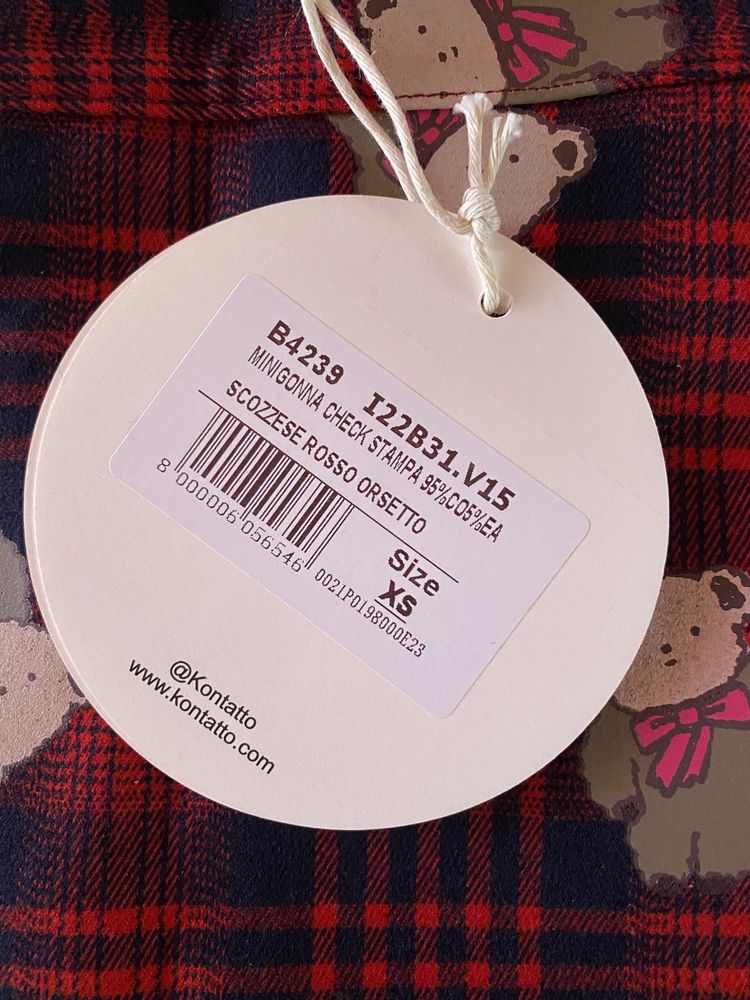 B4239 I22B31.V15
MINIGONNA CHECK STAMPA 95%CO5%EA
SCOZZESE ROSSO ORSETTO
8 000006 056546
0021P0198000E23
Size
XS
@Kontatto
www.kontatto.com